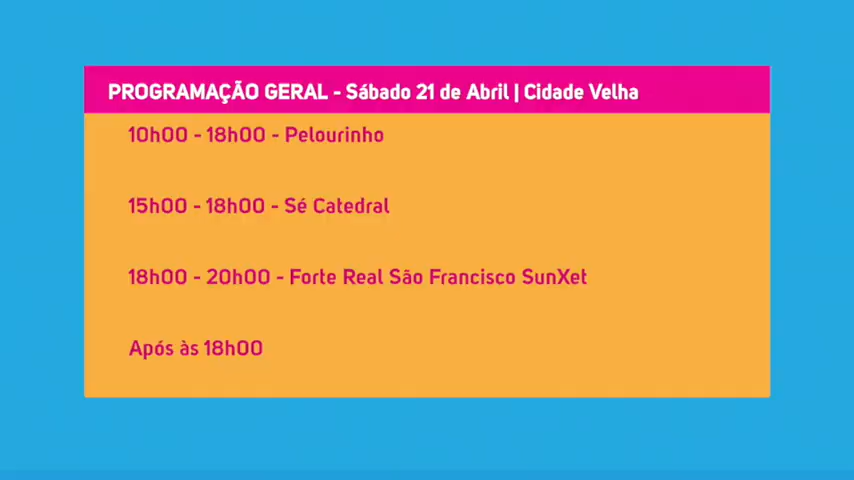 PROGRAMAÇÃO GERAL - Sábado 21 de Abril | Cidade Velha
10h00 - 18h00 - Pelourinho
15h00 - 18h00 - Sé Catedral
18h00 - 20h00 - Forte Real São Francisco SunXet
Após às 18h00